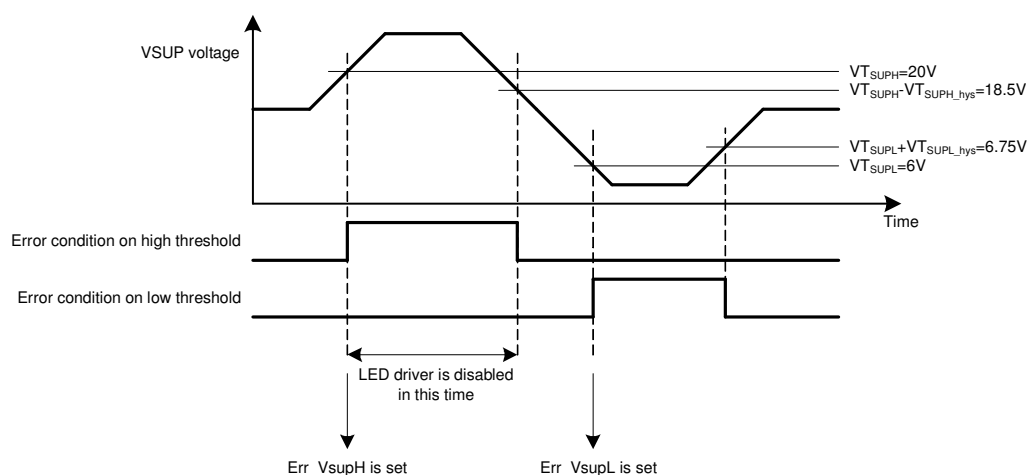 VSUP voltage
VTSUPH=20V
VTSUPH-VTSUPH_hys=18.5V
VTSUPL+VTSUPL_hys=6.75V
VTSUPL=6V
Time
Error condition on high threshold
Error condition on low threshold
LED driver is disabled
in this time
Err_VsupH is set
Err_VsupL is set